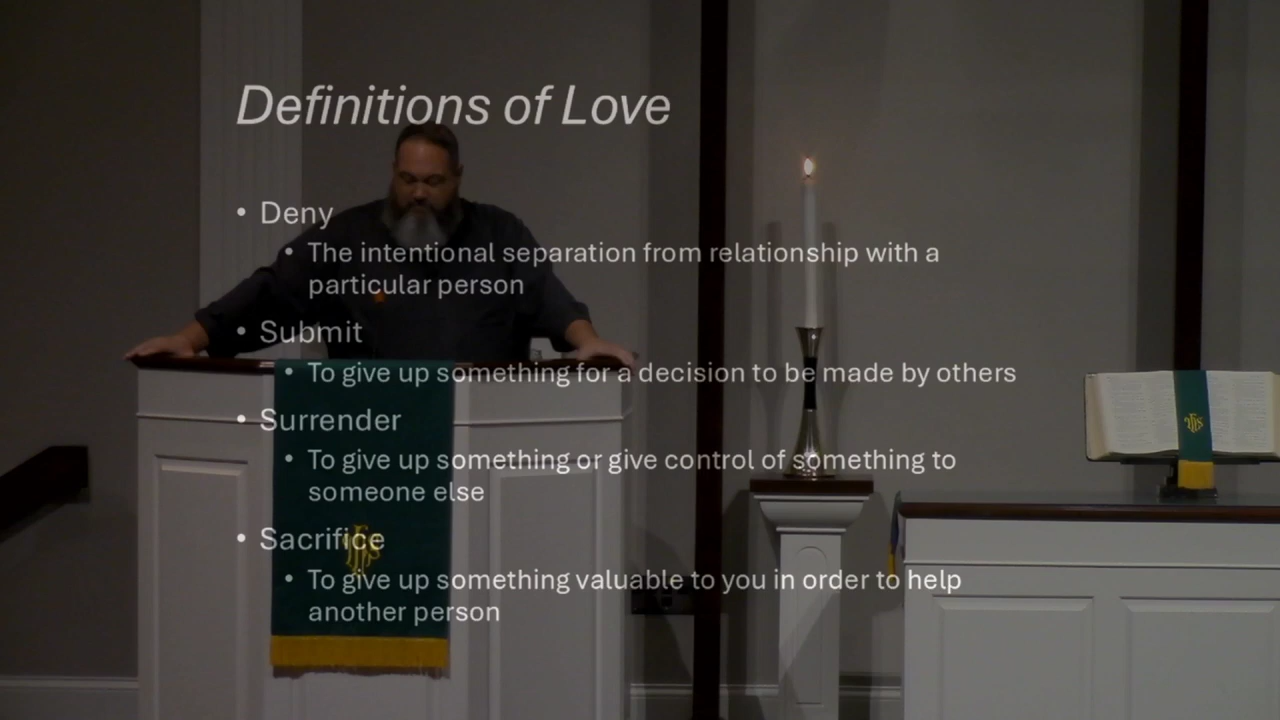 Definitions of Love
• Deny
• The intentional separation from relationship with a
particular person
• Submit
• To give up something for a decision to be made by others
• Surrender
• To give up something or give control of something to
someone else
• Sacrifice
• To give up something valuable to you in order to help
another person